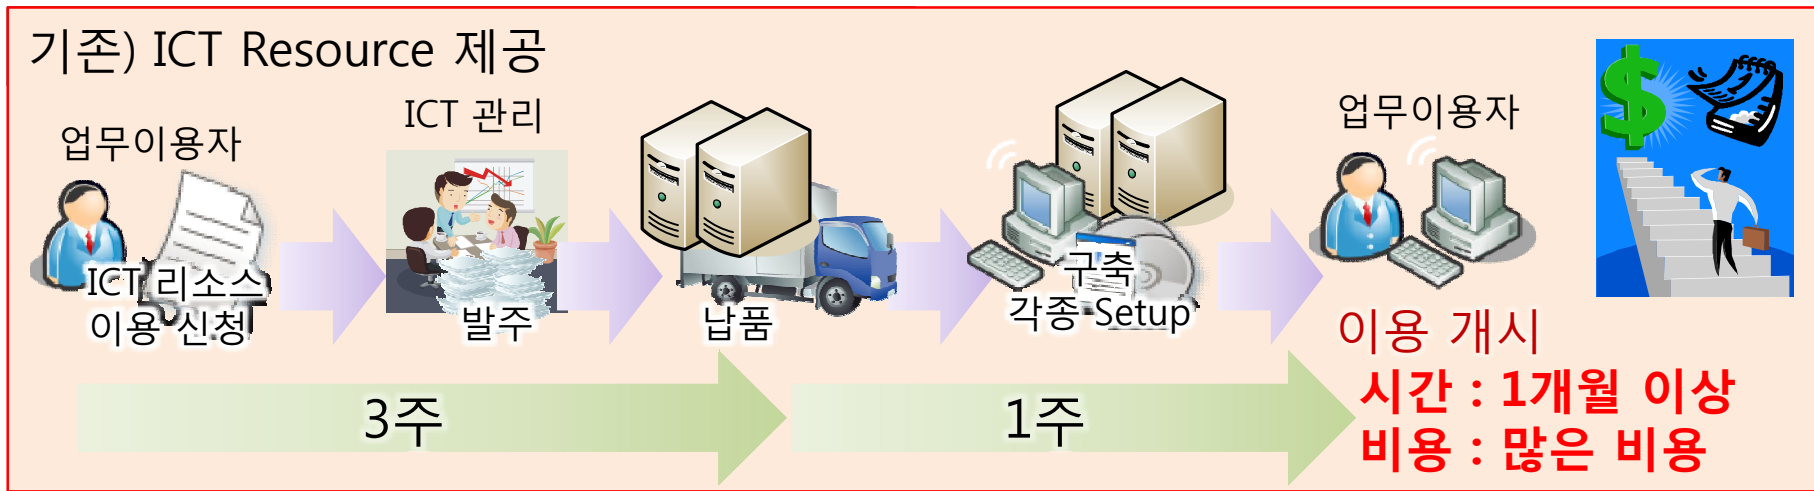 기존) ICT Resource 제공
업무이용자
ICT 리소스
이용 신청
ICT 관리
발주
납품
구축
각종 Setup
업무이용자
이용 개시
3주
1주
시간 : 1개월 이상
비용 : 많은 비용